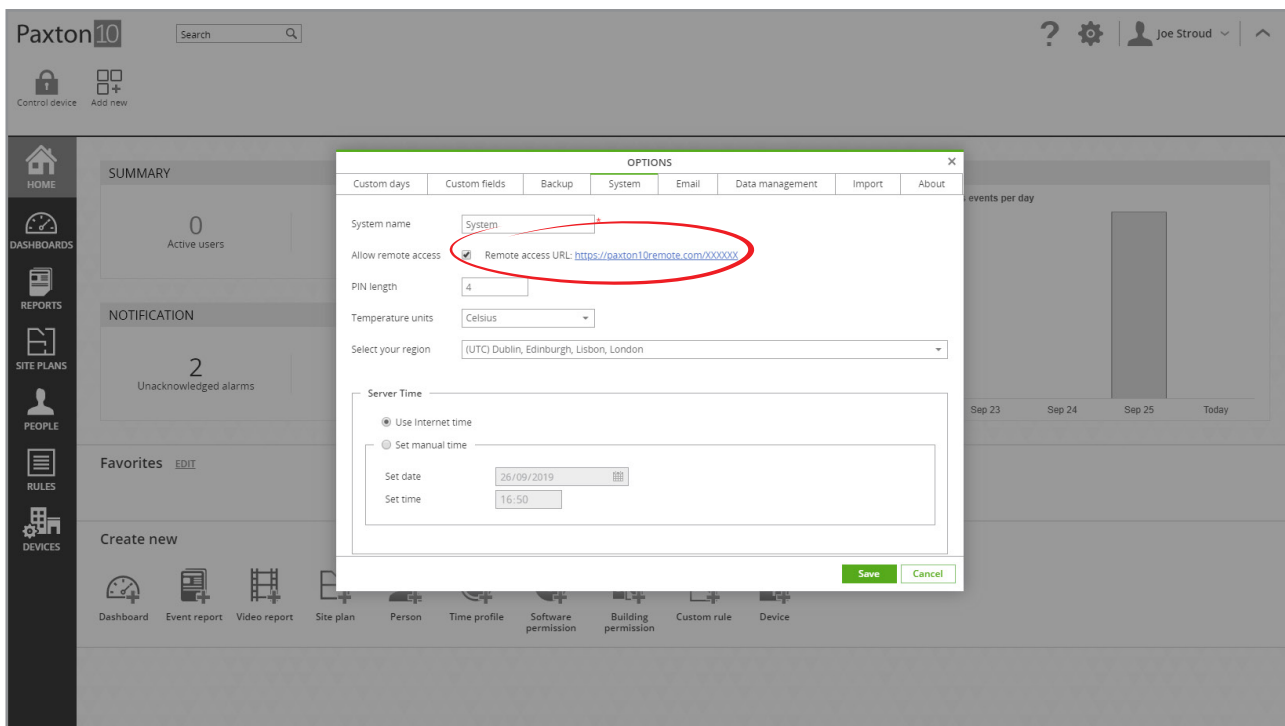 Paxton10
Search
Joe Stroud
Control device
Add new
HOME
DASHBOARDS
REPORTS
SITE PLANS
PEOPLE
RULES
DEVICES
SUMMARY
0
Active users
NOTIFICATION
2
Unacknowledged alarms
events per day
Sep 23 Sep 24 Sep 25 Today
OPTIONS
Custom days Custom fields Backup System Email Data management Import About
System name System *
Allow remote access Remote access URL: https://paxton10remote.com/XXXXXX
PIN length 4
Temperature units Celsius
Select your region (UTC) Dublin, Edinburgh, Lisbon, London
Server Time
Use Internet time
Set manual time
Set date 26/09/2019
Set time 16:50
Save Cancel
Favorites EDIT
Create new
Dashboard Event report Video report Site plan Person Time profile Software permission Building permission Custom rule Device